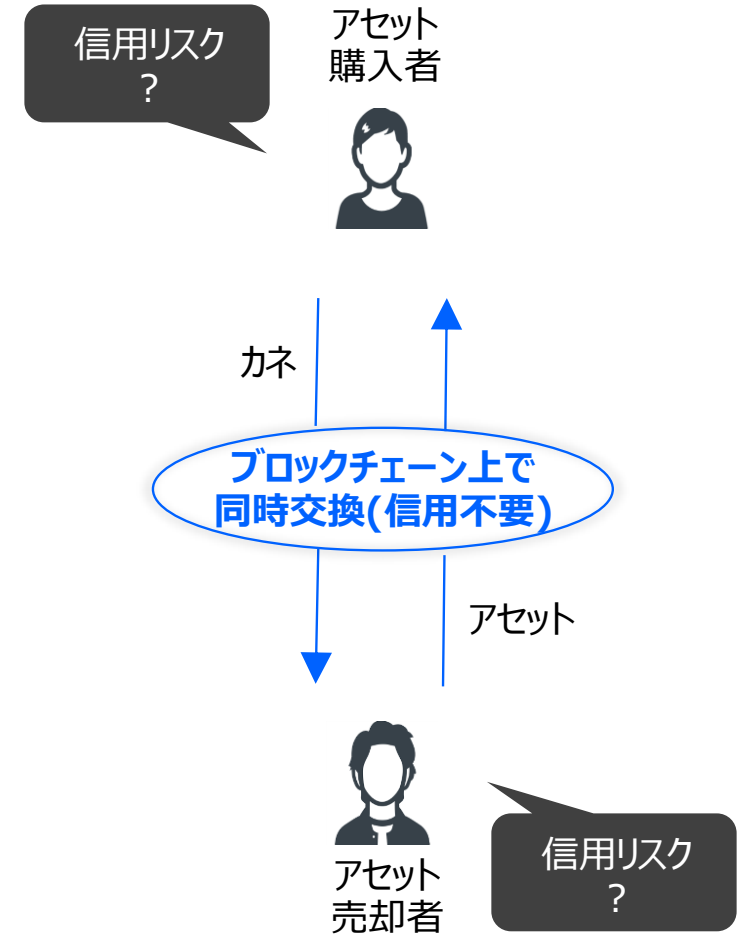 信用リスク
?
アセット
購入者
カネ
ブロックチェーン上で
同時交換(信用不要)
アセット
アセット
売却者
信用リスク
?